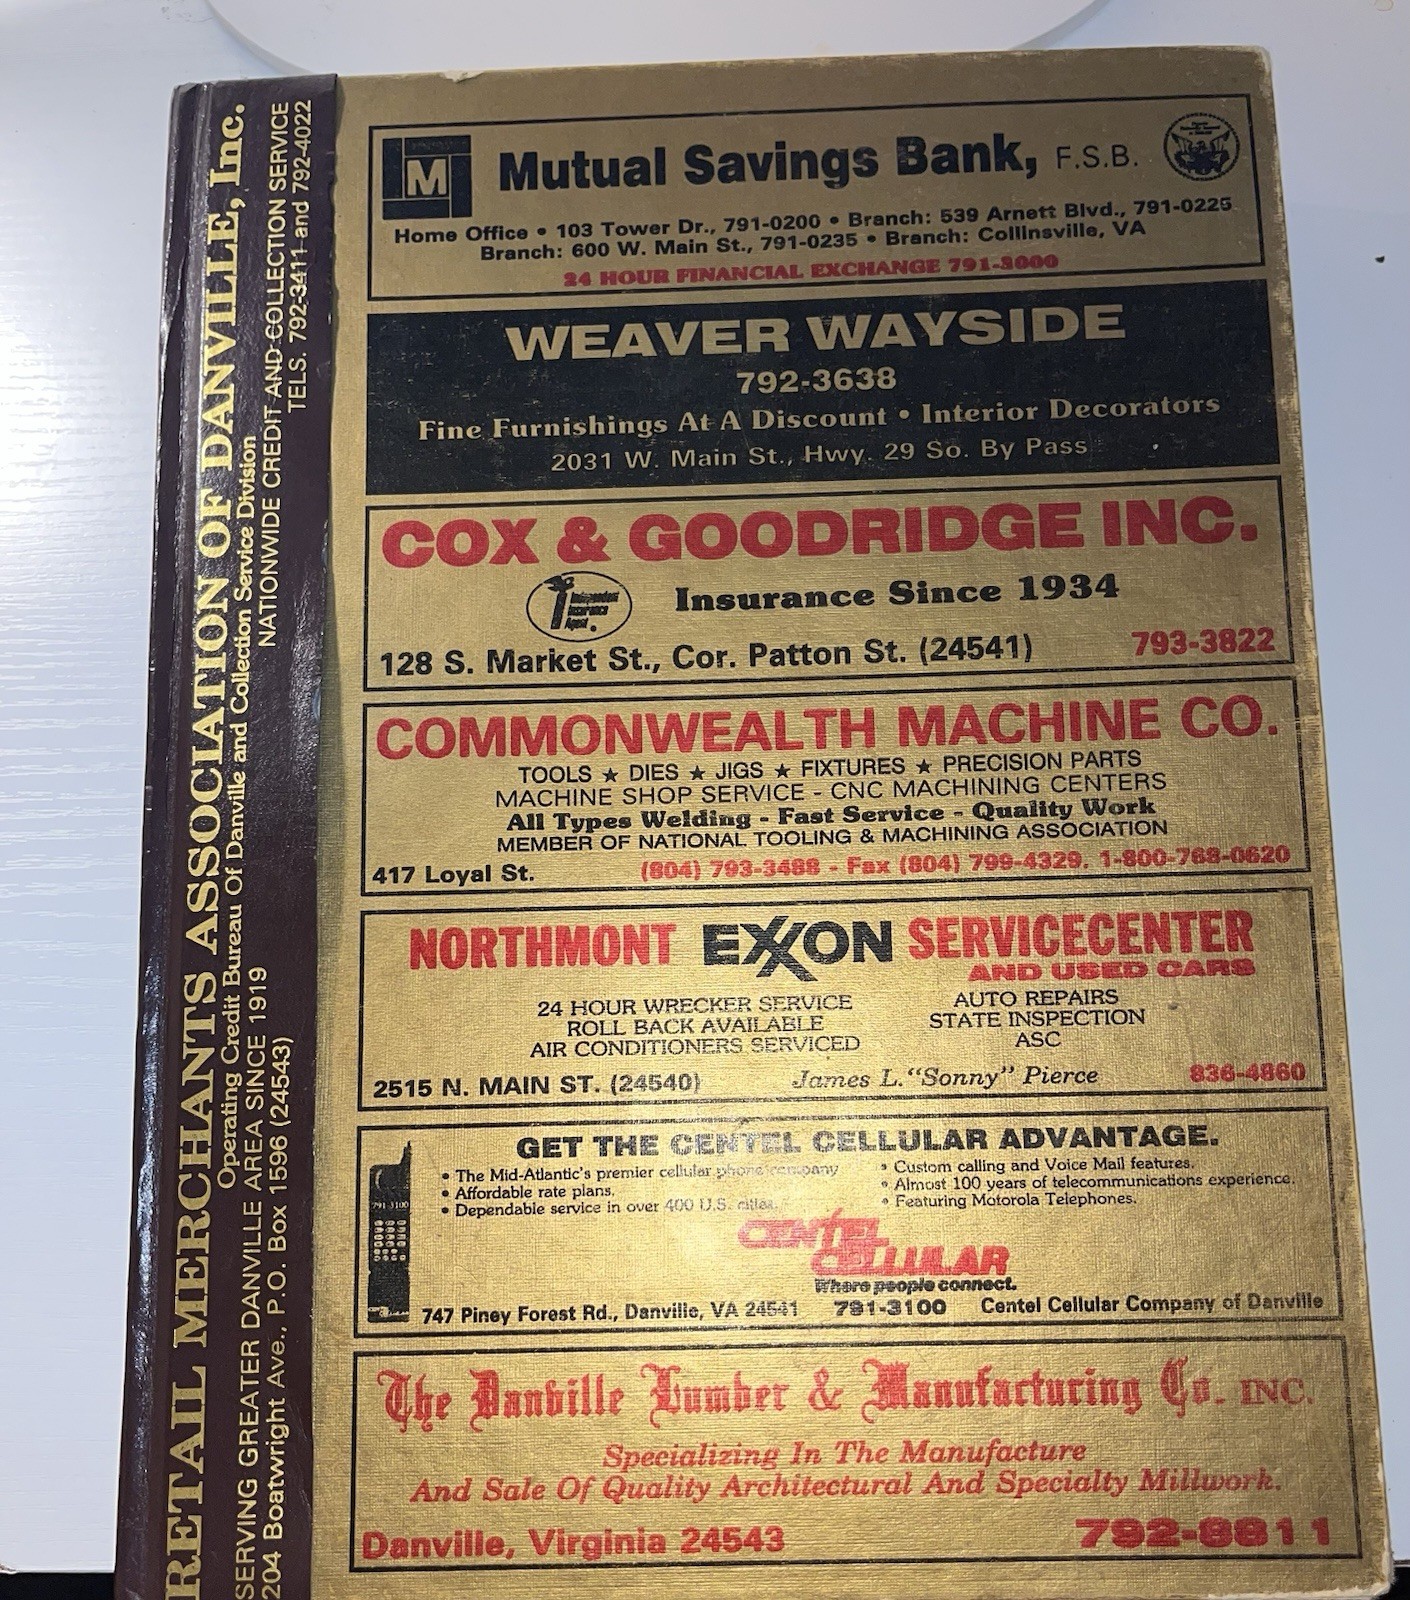 RETAIL MERCHANTS ASSOCIATION OF DANVILLE, Inc.
Operating Credit Bureau Of Danville and Collection Service Division
SERVING GREATER DANVILLE AREA SINCE 1919
NATIONWIDE CREDIT AND COLLECTION SERVICE
204 Boatwright Ave., P.O. Box 1596 (24543)
TELS. 792-3411 and 792-4022
M
Mutual Savings Bank, F.S.B.
Home Office • 103 Tower Dr., 791-0200 • Branch: 539 Arnett Blvd., 791-0225
Branch: 600 W. Main St., 791-0235 • Branch: Collinsville, VA
24 HOUR FINANCIAL EXCHANGE 791-3000
WEAVER WAYSIDE
792-3638
Fine Furnishings At A Discount • Interior Decorators
2031 W. Main St., Hwy. 29 So. By Pass
COX & GOODRIDGE INC.
Independent
Insurance
Agent
Insurance Since 1934
128 S. Market St., Cor. Patton St. (24541) 793-3822
COMMONWEALTH MACHINE CO.
TOOLS ★ DIES ★ JIGS ★ FIXTURES ★ PRECISION PARTS
MACHINE SHOP SERVICE - CNC MACHINING CENTERS
All Types Welding - Fast Service - Quality Work
MEMBER OF NATIONAL TOOLING & MACHINING ASSOCIATION
417 Loyal St. (804) 793-3488 - Fax (804) 799-4329. 1-800-768-0620
NORTHMONT EXXON SERVICECENTER
AND USED CARS
24 HOUR WRECKER SERVICE
ROLL BACK AVAILABLE
AIR CONDITIONERS SERVICED
AUTO REPAIRS
STATE INSPECTION
ASC
2515 N. MAIN ST. (24540) James L. "Sonny" Pierce 836-4860
GET THE CENTEL CELLULAR ADVANTAGE.
• The Mid-Atlantic's premier cellular phone company
• Affordable rate plans.
• Dependable service in over 400 U.S. cities.
• Custom calling and Voice Mail features.
• Almost 100 years of telecommunications experience.
• Featuring Motorola Telephones.
791-3100
CENTEL
CELLULAR
Where people connect.
747 Piney Forest Rd., Danville, VA 24541 791-3100 Centel Cellular Company of Danville
The Danville Lumber & Manufacturing Co. INC.
Specializing In The Manufacture
And Sale Of Quality Architectural And Specialty Millwork.
Danville, Virginia 24543 792-8811